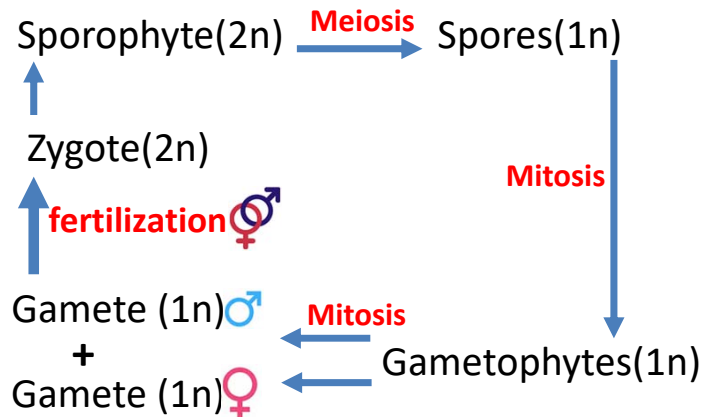 Sporophyte(2n)
Meiosis
Spores(1n)
Zygote(2n)
Mitosis
fertilization
Gamete (1n)
Mitosis
+
Gametophytes(1n)
Gamete (1n)